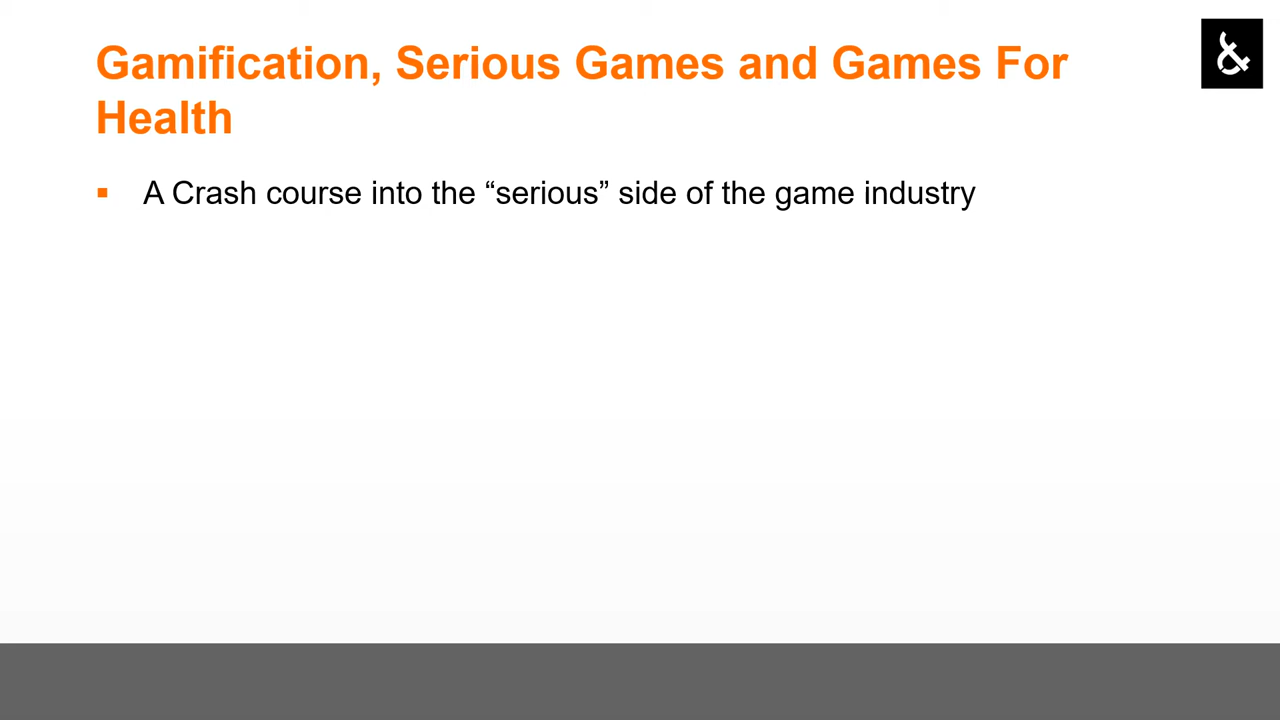 Gamification, Serious Games and Games For
Health
&
▪ A Crash course into the “serious” side of the game industry